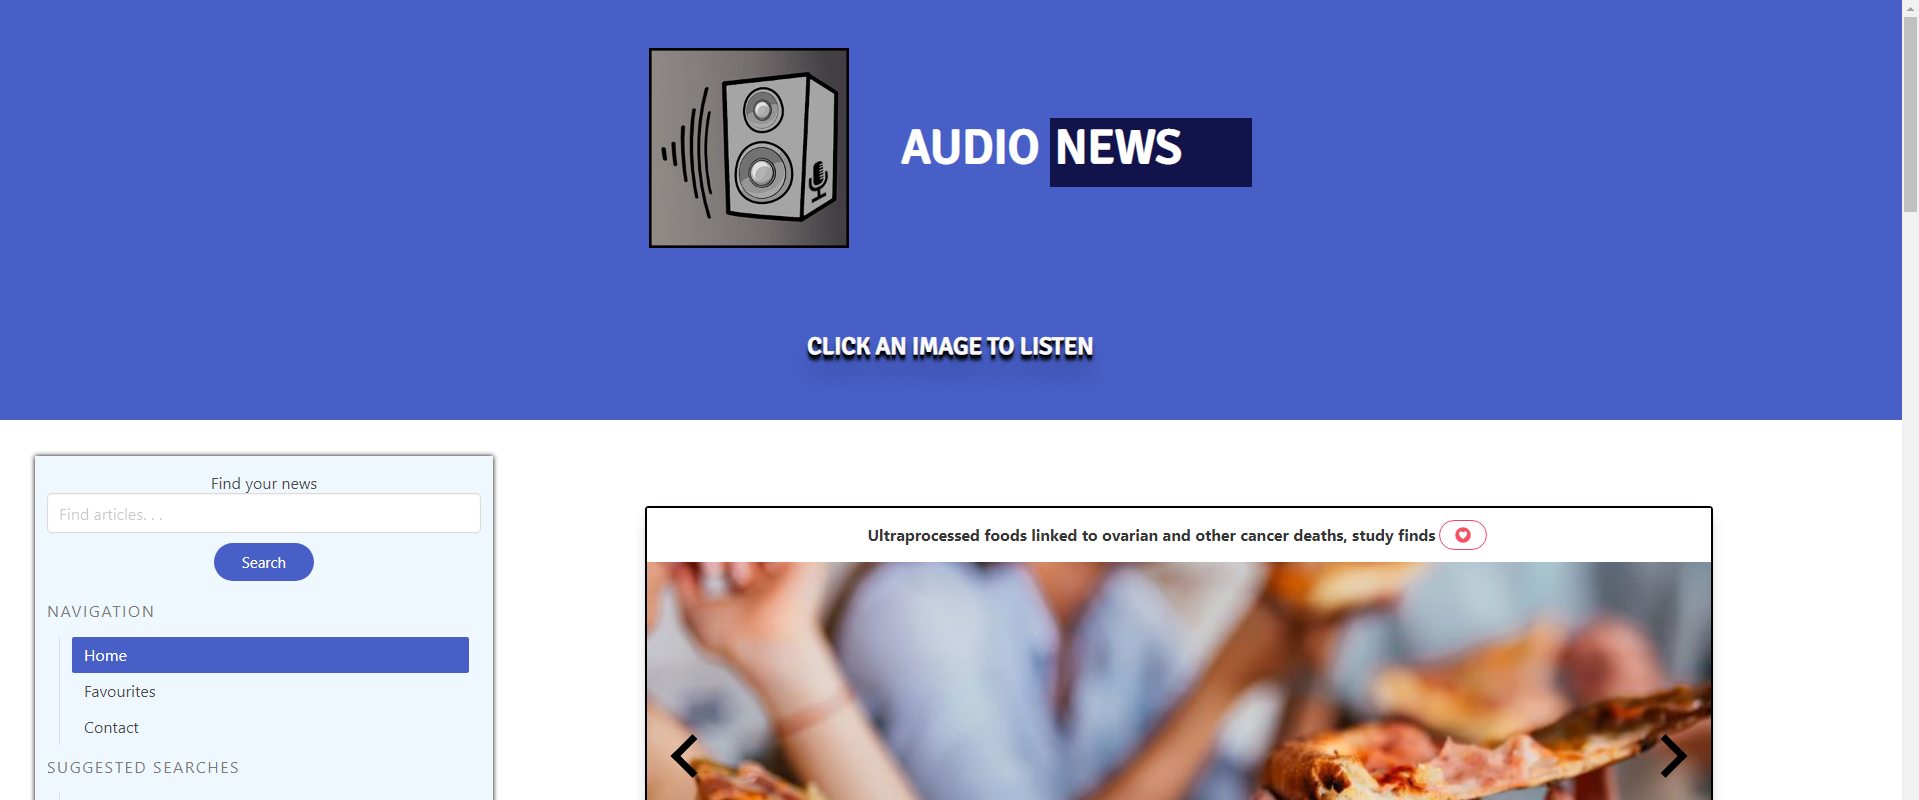 AUDIO NEWS
CLICK AN IMAGE TO LISTEN
Find your news
Find articles. . .
Search
NAVIGATION
Home
Favourites
Contact
SUGGESTED SEARCHES
Ultraprocessed foods linked to ovarian and other cancer deaths, study finds